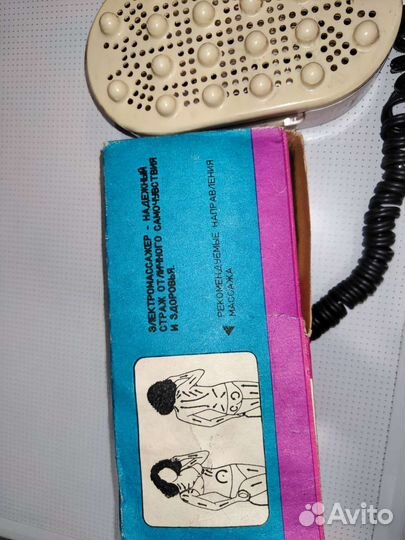 ЭЛЕКТРОМАССАЖЕР - НАДЕЖНЫЙ
СТРАЖ ОТЛИЧНОГО САМОЧУВСТВИЯ
И ЗДОРОВЬЯ.
РЕКОМЕНДУЕМЫЕ НАПРАВЛЕНИЯ
МАССАЖА
Avito